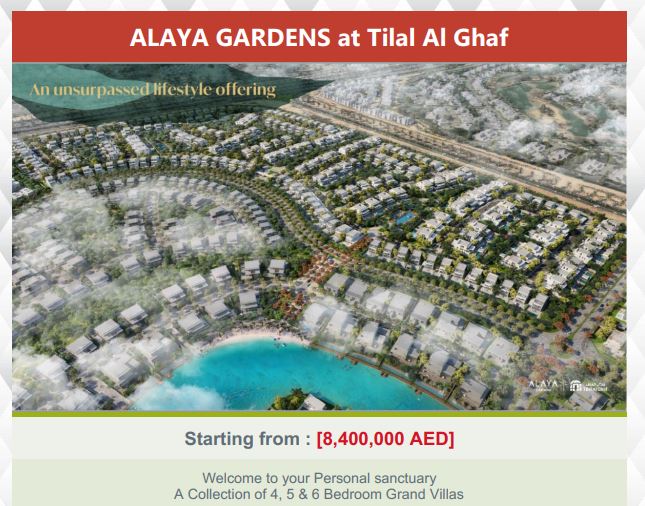 ALAYA GARDENS at Tilal Al Ghaf
An unsurpassed lifestyle offering
ALAYA
Starting from : [8,400,000 AED]
Welcome to your Personal sanctuary
A Collection of 4, 5 & 6 Bedroom Grand Villas